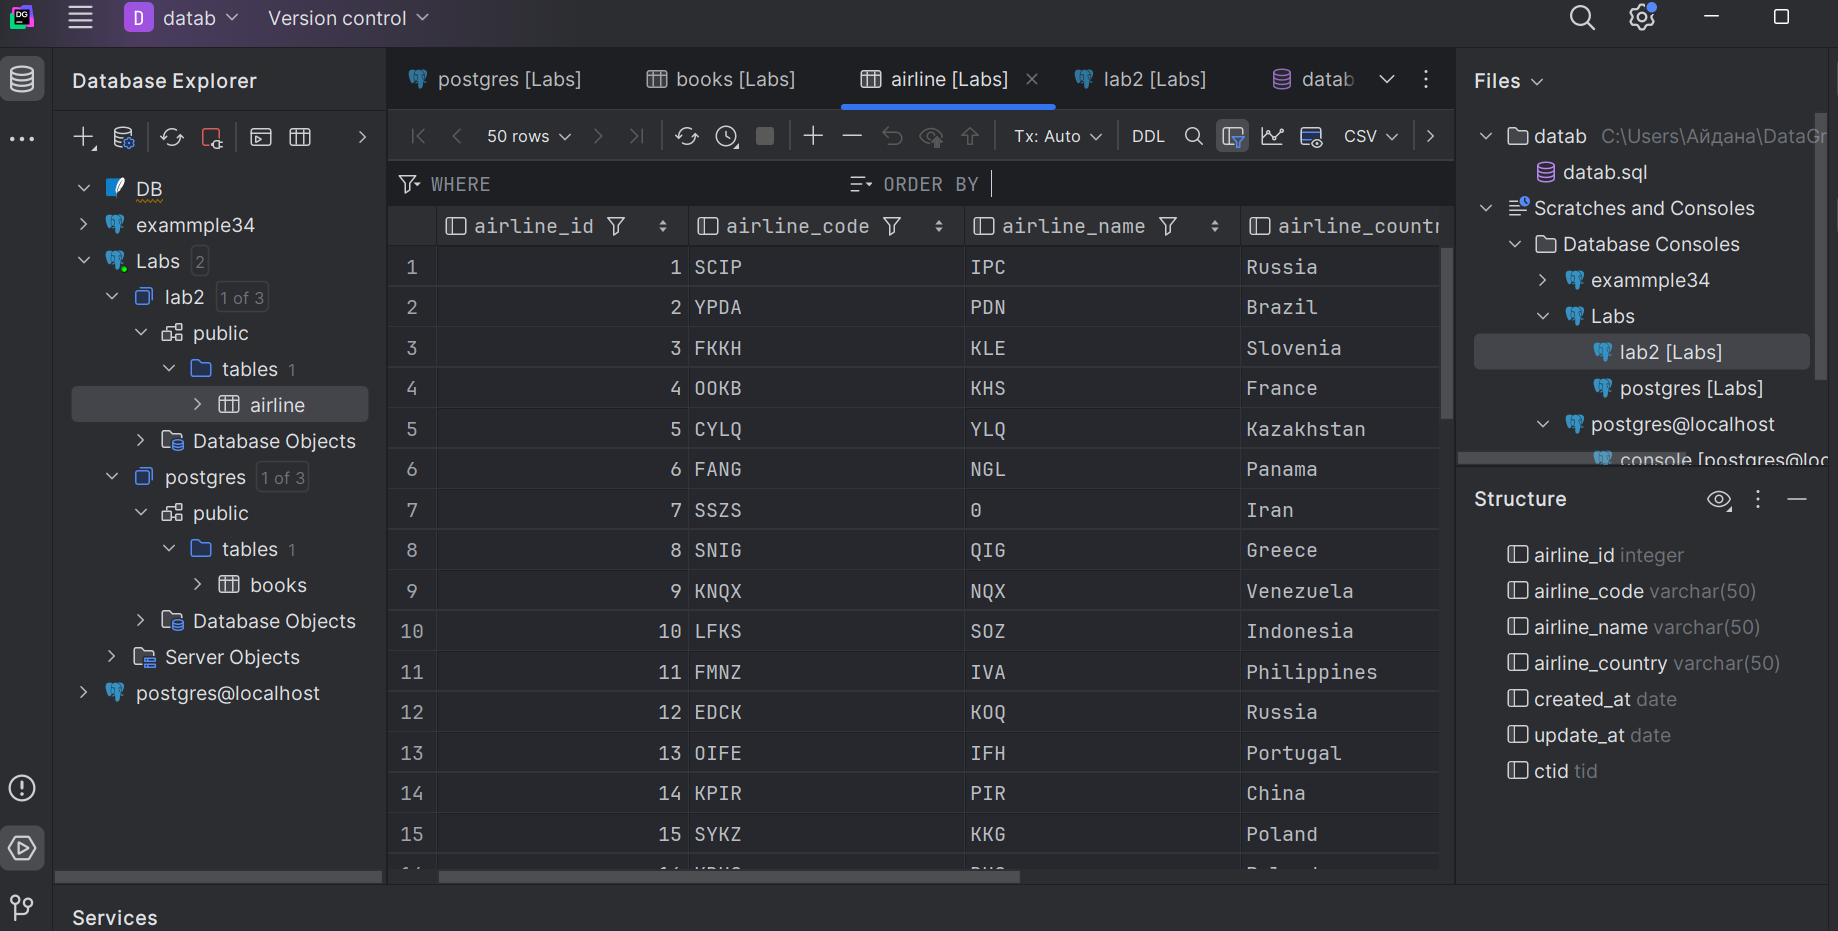 DG
D datab Version control
Database Explorer
DB
exammple34
Labs 2
lab2 1 of 3
public
tables 1
airline
Database Objects
postgres 1 of 3
public
tables 1
books
Database Objects
Server Objects
postgres@localhost
postgres [Labs] books [Labs] airline [Labs] lab2 [Labs] datab
50 rows Tx: Auto DDL CSV
WHERE ORDER BY
airline_id airline_code airline_name airline_countr
1 1 SCIP IPC Russia
2 2 YPDA PDN Brazil
3 3 FKKH KLE Slovenia
4 4 OOKB KHS France
5 5 CYLQ YLQ Kazakhstan
6 6 FANG NGL Panama
7 7 SSZS 0 Iran
8 8 SNIG QIG Greece
9 9 KNQX NQX Venezuela
10 10 LFKS SOZ Indonesia
11 11 FMNZ IVA Philippines
12 12 EDCK KOQ Russia
13 13 OIFE IFH Portugal
14 14 KPIR PIR China
15 15 SYKZ KKG Poland
Files
datab C:\Users\Айдана\DataGr
datab.sql
Scratches and Consoles
Database Consoles
exammple34
Labs
lab2 [Labs]
postgres [Labs]
postgres@localhost
console [postgres@loc
Structure
airline_id integer
airline_code varchar(50)
airline_name varchar(50)
airline_country varchar(50)
created_at date
update_at date
ctid tid
Services